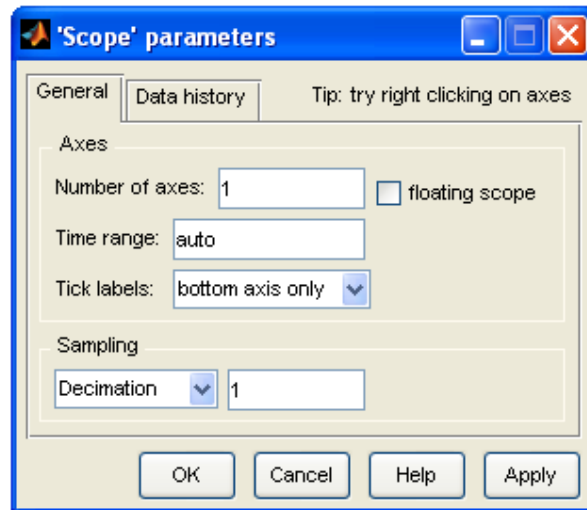 'Scope' parameters
General Data history Tip: try right clicking on axes
Axes
Number of axes: 1 floating scope
Time range: auto
Tick labels: bottom axis only
Sampling
Decimation 1
OK Cancel Help Apply